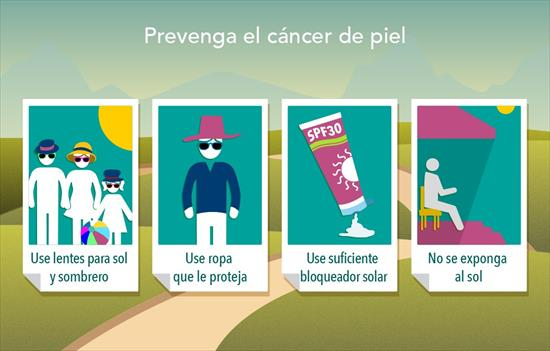 Prevenga el cáncer de piel
SPF30
Use lentes para sol
y sombrero
Use ropa
que le proteja
Use suficiente
bloqueador solar
No se exponga
al sol